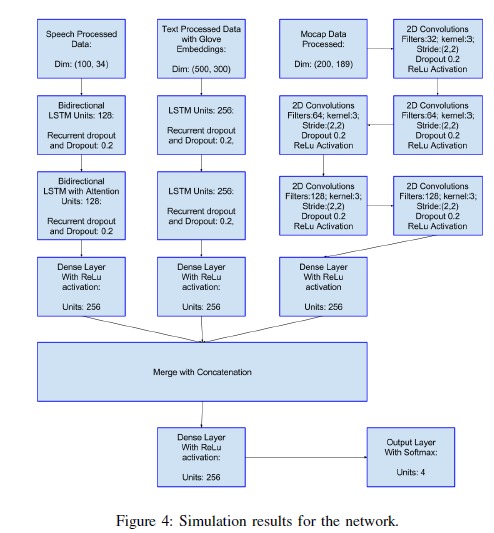 Speech Processed
Data:
Dim: (100, 34)
Text Processed Data
with Glove
Embeddings:
Dim: (500, 300)
Mocap Data
Processed:
Dim: (200, 189)
2D Convolutions
Filters:32; kernel:3;
Stride:(2,2)
Dropout 0.2
ReLu Activation
Bidirectional
LSTM Units: 128:
Recurrent dropout
and Dropout: 0.2
LSTM Units: 256:
Recurrent dropout
and Dropout: 0.2,
2D Convolutions
Filters:64; kernel:3;
Stride:(2,2)
Dropout 0.2
ReLu Activation
2D Convolutions
Filters:64; kernel:3;
Stride:(2,2)
Dropout 0.2
ReLu Activation
Bidirectional
LSTM with Attention
Units: 128:
Recurrent dropout
and Dropout: 0.2
LSTM Units: 256:
Recurrent dropout
and Dropout: 0.2,
2D Convolutions
Filters:128; kernel:3;
Stride:(2,2)
Dropout 0.2
ReLu Activation
2D Convolutions
Filters:128; kernel:3;
Stride:(2,2)
Dropout 0.2
ReLu Activation
Dense Layer
With ReLu
activation:
Units: 256
Dense Layer
With ReLu
activation:
Units: 256
Dense Layer
With ReLu
activation
Units: 256
Merge with Concatenation
Dense Layer
With ReLu
activation:
Units: 256
Output Layer
With Softmax:
Units: 4
Figure 4: Simulation results for the network.